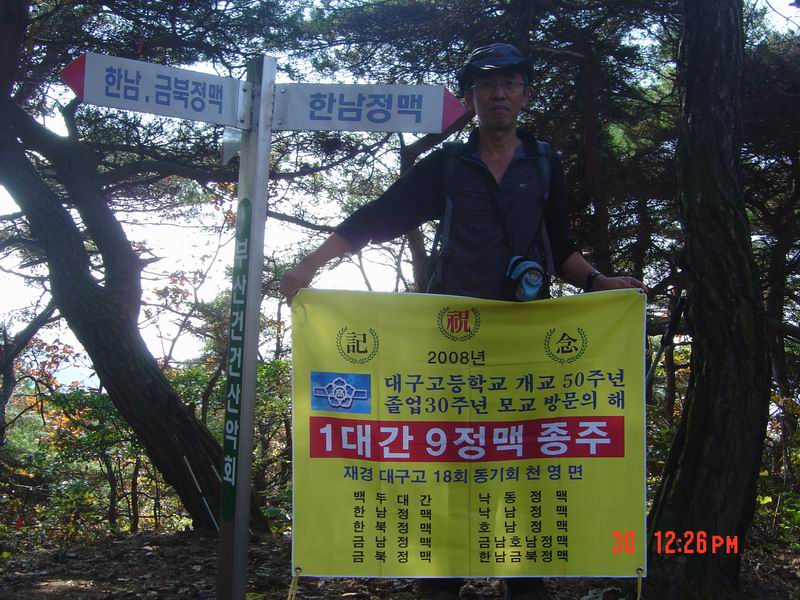 한남.금북정맥
한남정맥
부산건건산악회
記 祝 念
2008년
대구고등학교 개교 50주년
졸업30주년 모교 방문의 해
1대간 9정맥 종주
재경 대구고 18회 동기회 천영면
백두대간 낙동정맥
한남정맥 낙남정맥
한북정맥 호남정맥
금남정맥 금남호남정맥
금북정맥 한남금북정맥
30 12:26PM